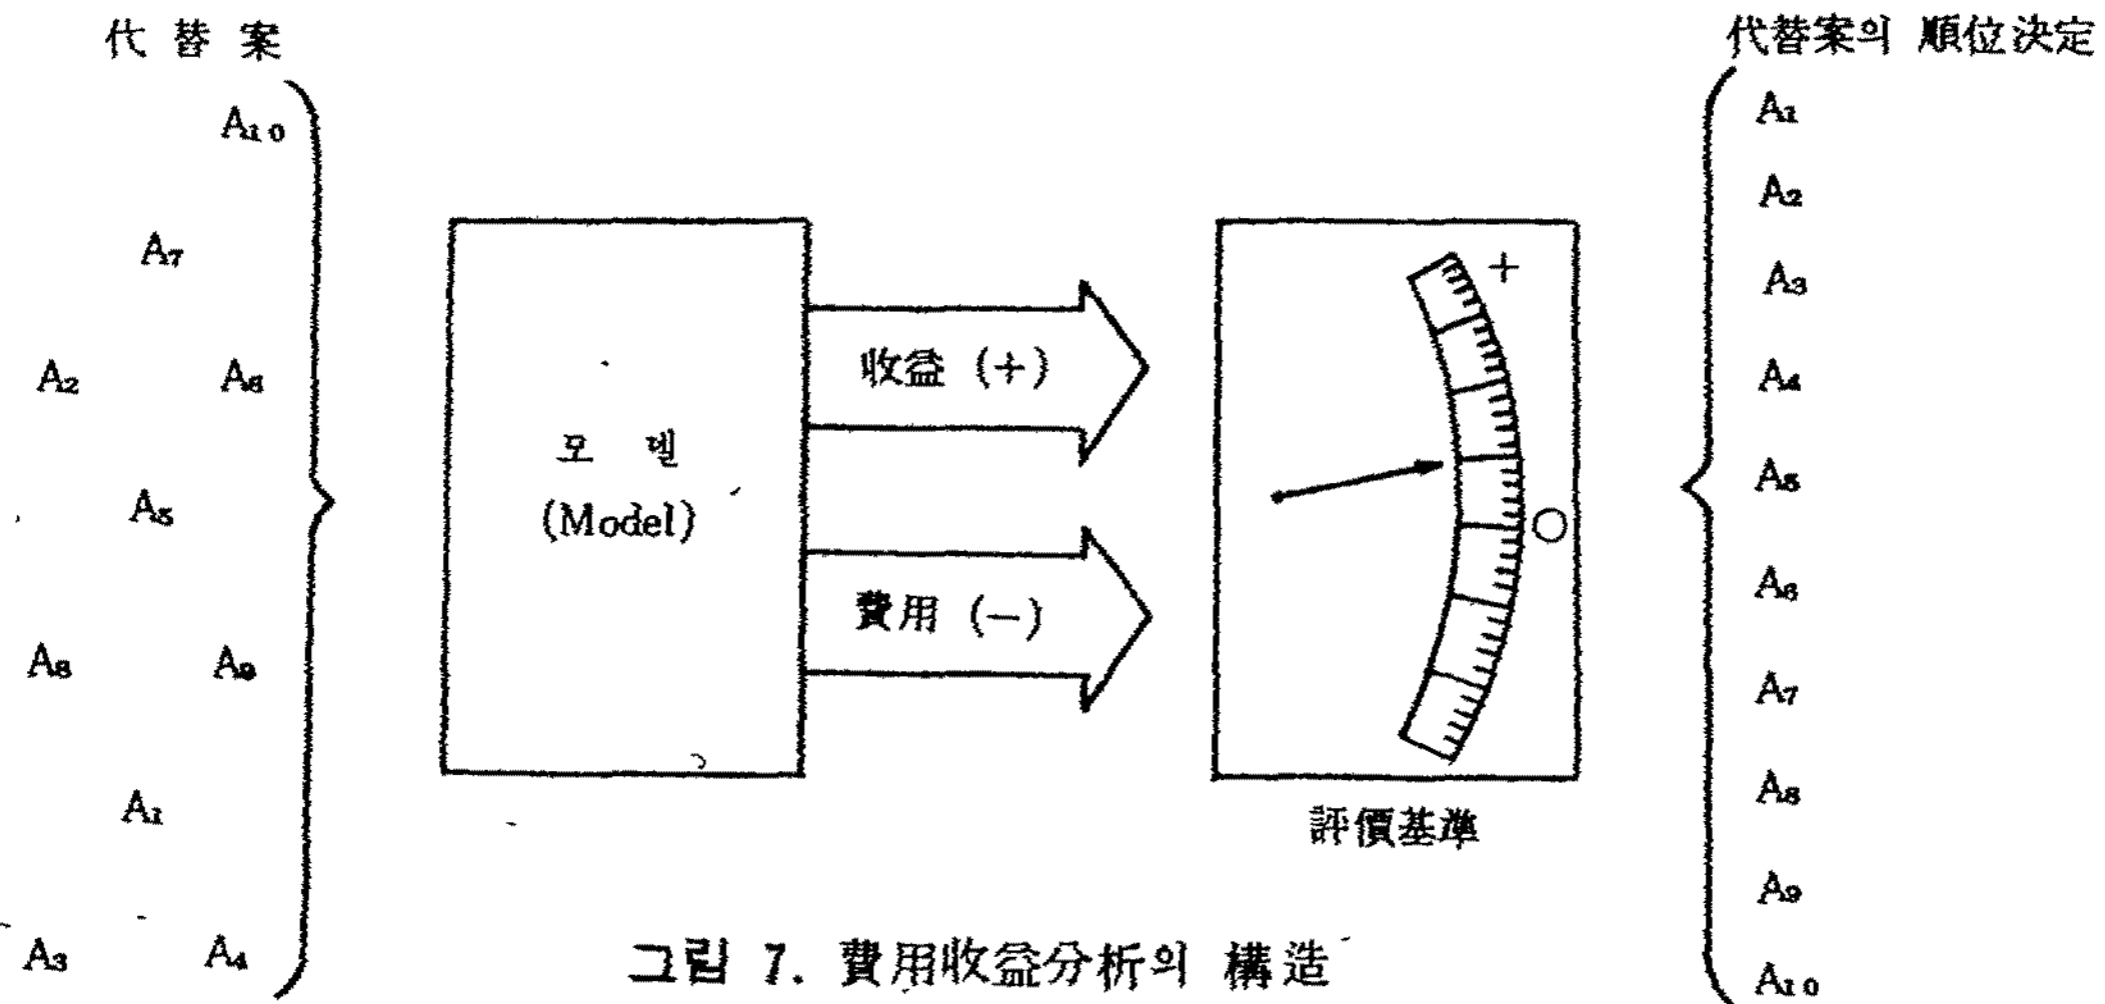 代替案
A₁₀
A₇
A₂ A₆
A₅
A₈ A₉
A₁
A₃ A₄
모 델
(Model)
收益 (+)
費用 (−)
+
○
評價基準
代替案의 順位決定
A₁
A₂
A₃
A₄
A₅
A₆
A₇
A₈
A₉
A₁₀
그림 7. 費用收益分析의 構造